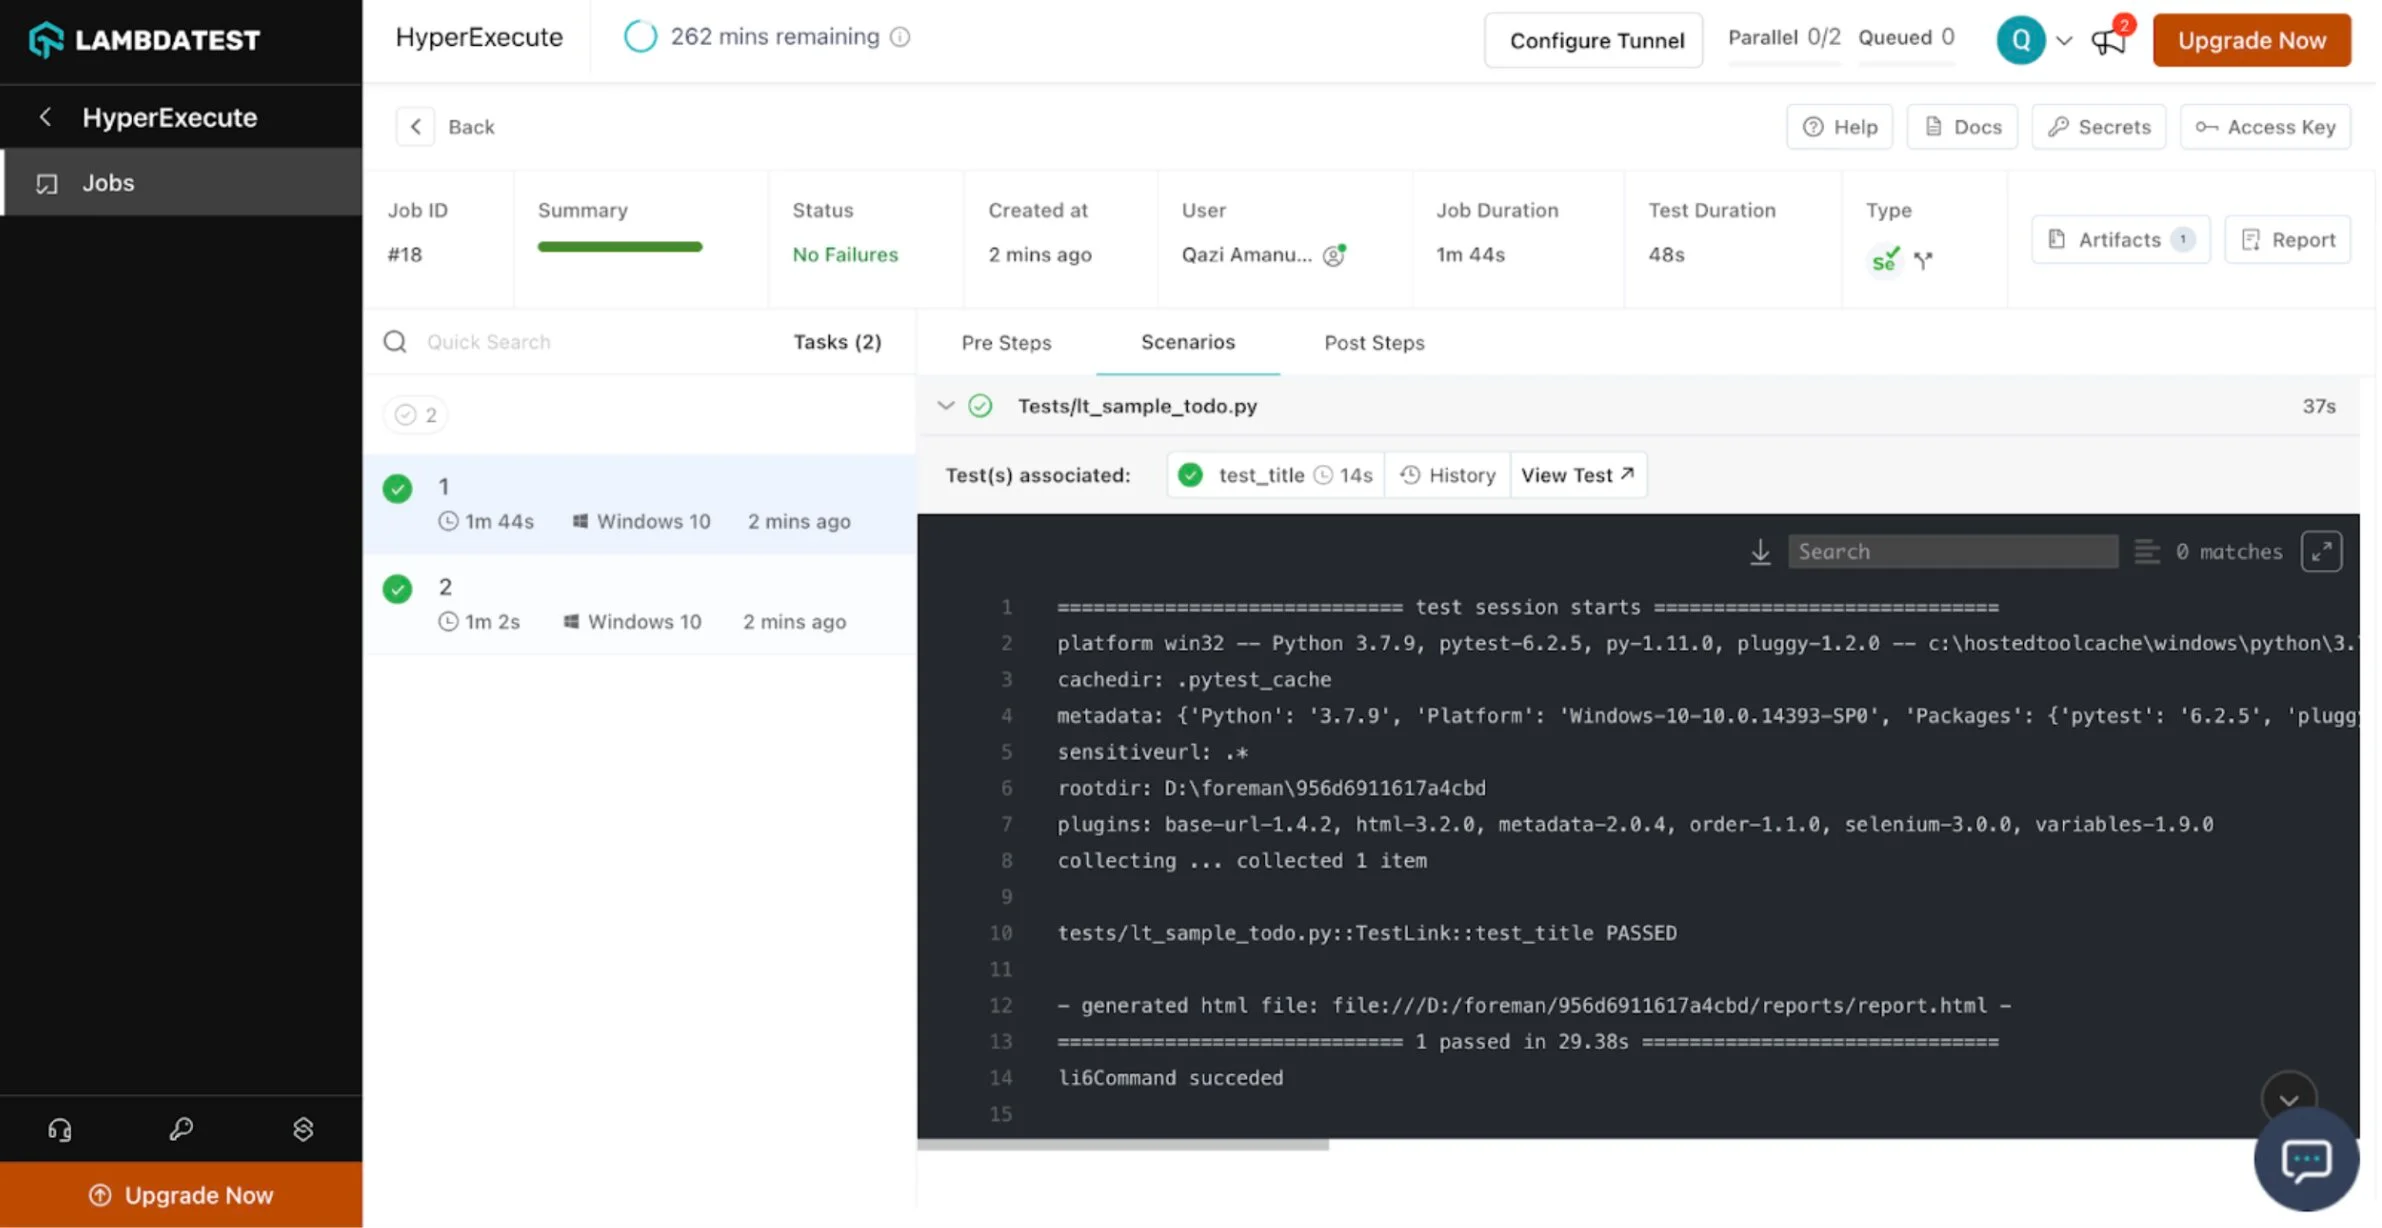 LAMBDATEST
HyperExecute
262 mins remaining
Configure Tunnel
Parallel 0/2
Queued 0
Q
2
Upgrade Now
HyperExecute
Jobs
Back
Help
Docs
Secrets
Access Key
Job ID
#18
Summary
Status
No Failures
Created at
2 mins ago
User
Qazi Amanu...
Job Duration
1m 44s
Test Duration
48s
Type
Se
Artifacts 1
Report
Quick Search
Tasks (2)
2
1
1m 44s Windows 10 2 mins ago
2
1m 2s Windows 10 2 mins ago
Pre Steps
Scenarios
Post Steps
Tests/lt_sample_todo.py 37s
Test(s) associated: test_title 14s History View Test
Search 0 matches
1 ============================= test session starts =============================
2 platform win32 -- Python 3.7.9, pytest-6.2.5, py-1.11.0, pluggy-1.2.0 -- c:\hostedtoolcache\windows\python\3.
3 cachedir: .pytest_cache
4 metadata: {'Python': '3.7.9', 'Platform': 'Windows-10-10.0.14393-SP0', 'Packages': {'pytest': '6.2.5', 'plugg
5 sensitiveurl: .*
6 rootdir: D:\foreman\956d6911617a4cbd
7 plugins: base-url-1.4.2, html-3.2.0, metadata-2.0.4, order-1.1.0, selenium-3.0.0, variables-1.9.0
8 collecting ... collected 1 item
9
10 tests/lt_sample_todo.py::TestLink::test_title PASSED
11
12 - generated html file: file:///D:/foreman/956d6911617a4cbd/reports/report.html -
13 ============================= 1 passed in 29.38s ==============================
14 li6Command succeded
15
Upgrade Now